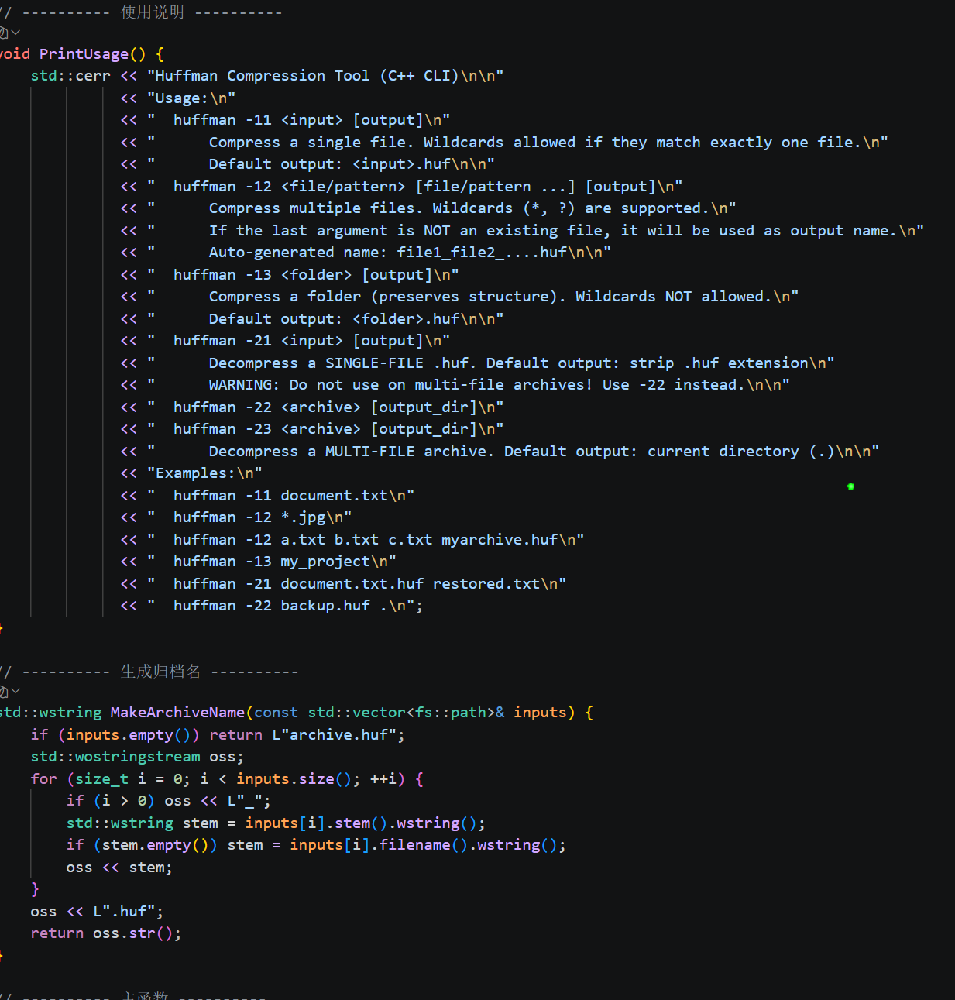 // ---------- 使用说明 ----------
void PrintUsage() {
    std::cerr << "Huffman Compression Tool (C++ CLI)\n\n"
              << "Usage:\n"
              << "  huffman -11 <input> [output]\n"
              << "      Compress a single file. Wildcards allowed if they match exactly one file.\n"
              << "      Default output: <input>.huf\n\n"
              << "  huffman -12 <file/pattern> [file/pattern ...] [output]\n"
              << "      Compress multiple files. Wildcards (*, ?) are supported.\n"
              << "      If the last argument is NOT an existing file, it will be used as output name.\n"
              << "      Auto-generated name: file1_file2_....huf\n\n"
              << "  huffman -13 <folder> [output]\n"
              << "      Compress a folder (preserves structure). Wildcards NOT allowed.\n"
              << "      Default output: <folder>.huf\n\n"
              << "  huffman -21 <input> [output]\n"
              << "      Decompress a SINGLE-FILE .huf. Default output: strip .huf extension\n"
              << "      WARNING: Do not use on multi-file archives! Use -22 instead.\n\n"
              << "  huffman -22 <archive> [output_dir]\n"
              << "  huffman -23 <archive> [output_dir]\n"
              << "      Decompress a MULTI-FILE archive. Default output: current directory (.)\n\n"
              << "Examples:\n"
              << "  huffman -11 document.txt\n"
              << "  huffman -12 *.jpg\n"
              << "  huffman -12 a.txt b.txt c.txt myarchive.huf\n"
              << "  huffman -13 my_project\n"
              << "  huffman -21 document.txt.huf restored.txt\n"
              << "  huffman -22 backup.huf .\n";
}
// ---------- 生成归档名 ----------
std::wstring MakeArchiveName(const std::vector<fs::path>& inputs) {
    if (inputs.empty()) return L"archive.huf";
    std::wostringstream oss;
    for (size_t i = 0; i < inputs.size(); ++i) {
        if (i > 0) oss << L"_";
        std::wstring stem = inputs[i].stem().wstring();
        if (stem.empty()) stem = inputs[i].filename().wstring();
        oss << stem;
    }
    oss << L".huf";
    return oss.str();
}
// ---------- 主函数 ----------